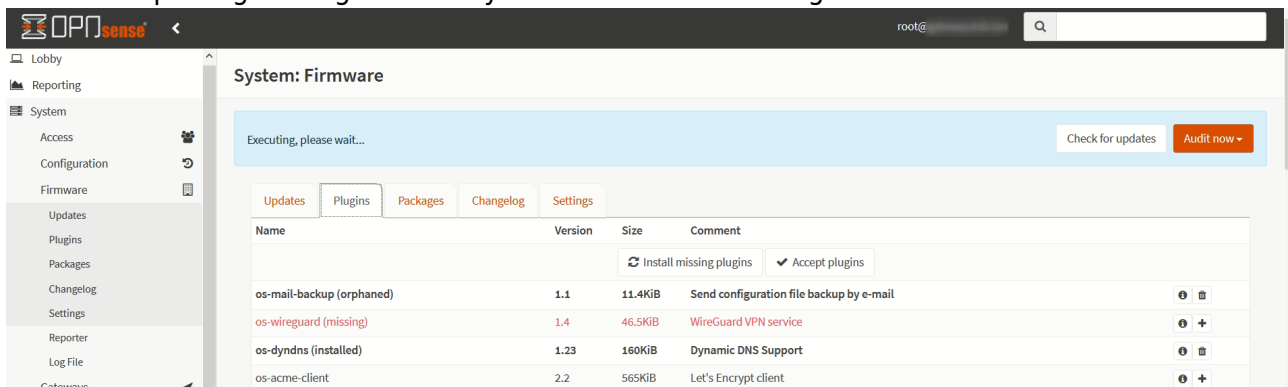 OPNsense
root@
Lobby
Reporting
System
Access
Configuration
Firmware
Updates
Plugins
Packages
Changelog
Settings
Reporter
Log File
System: Firmware
Executing, please wait...
Check for updates
Audit now
Updates Plugins Packages Changelog Settings
Name Version Size Comment
Install missing plugins Accept plugins
os-mail-backup (orphaned) 1.1 11.4KiB Send configuration file backup by e-mail
os-wireguard (missing) 1.4 46.5KiB WireGuard VPN service
os-dyndns (installed) 1.23 160KiB Dynamic DNS Support
os-acme-client 2.2 565KiB Let's Encrypt client